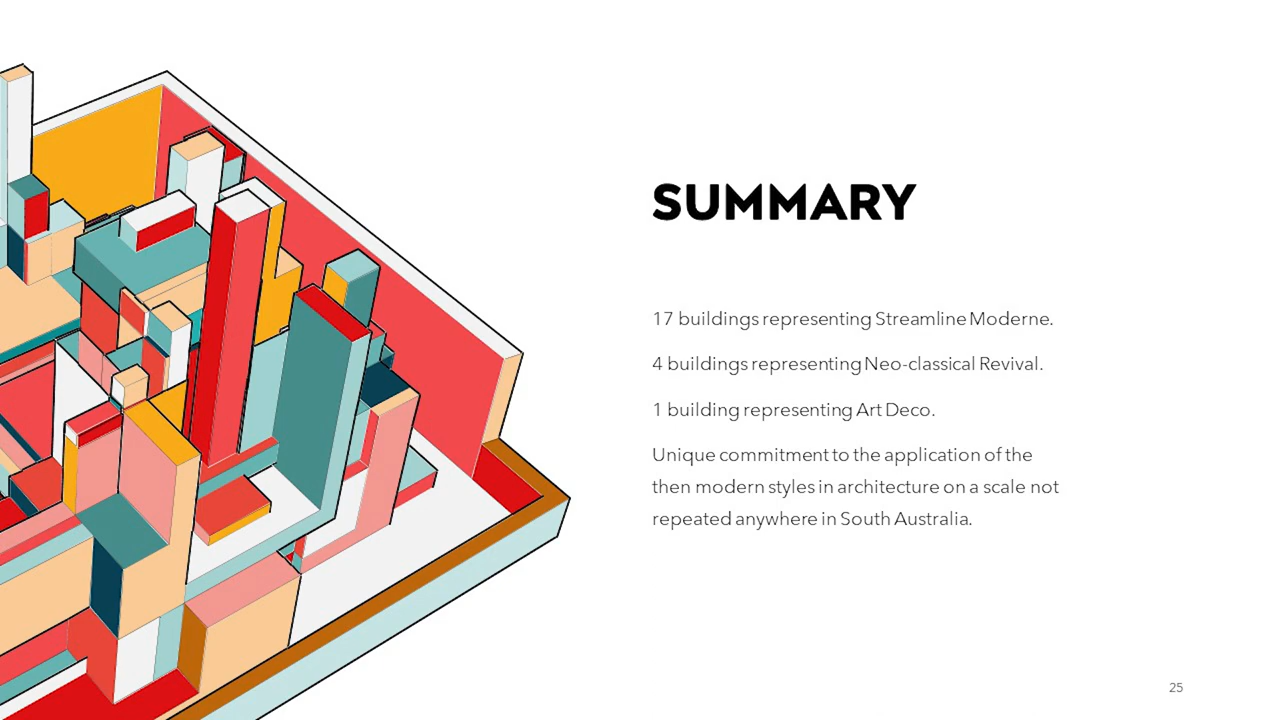 SUMMARY
17 buildings representing Streamline Moderne.
4 buildings representing Neo-classical Revival.
1 building representing Art Deco.
Unique commitment to the application of the
then modern styles in architecture on a scale not
repeated anywhere in South Australia.
25